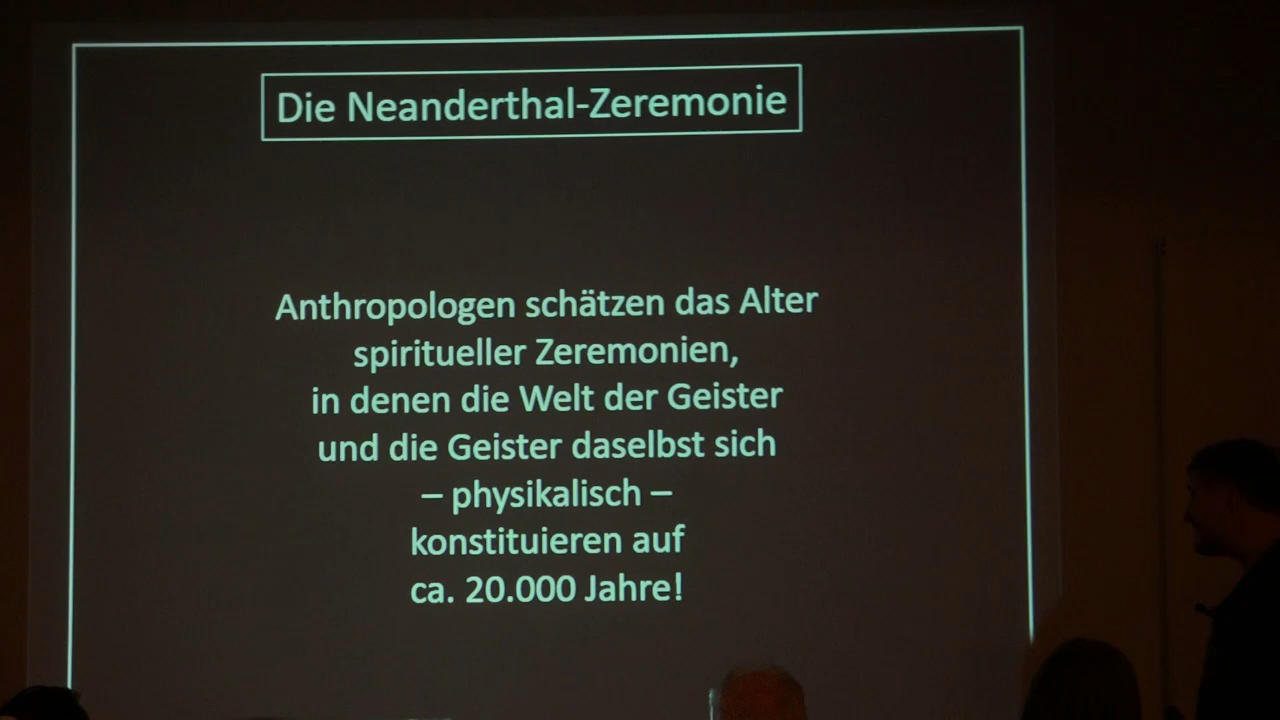 Die Neanderthal-Zeremonie
Anthropologen schätzen das Alter
spiritueller Zeremonien,
in denen die Welt der Geister
und die Geister daselbst sich
– physikalisch –
konstituieren auf
ca. 20.000 Jahre!